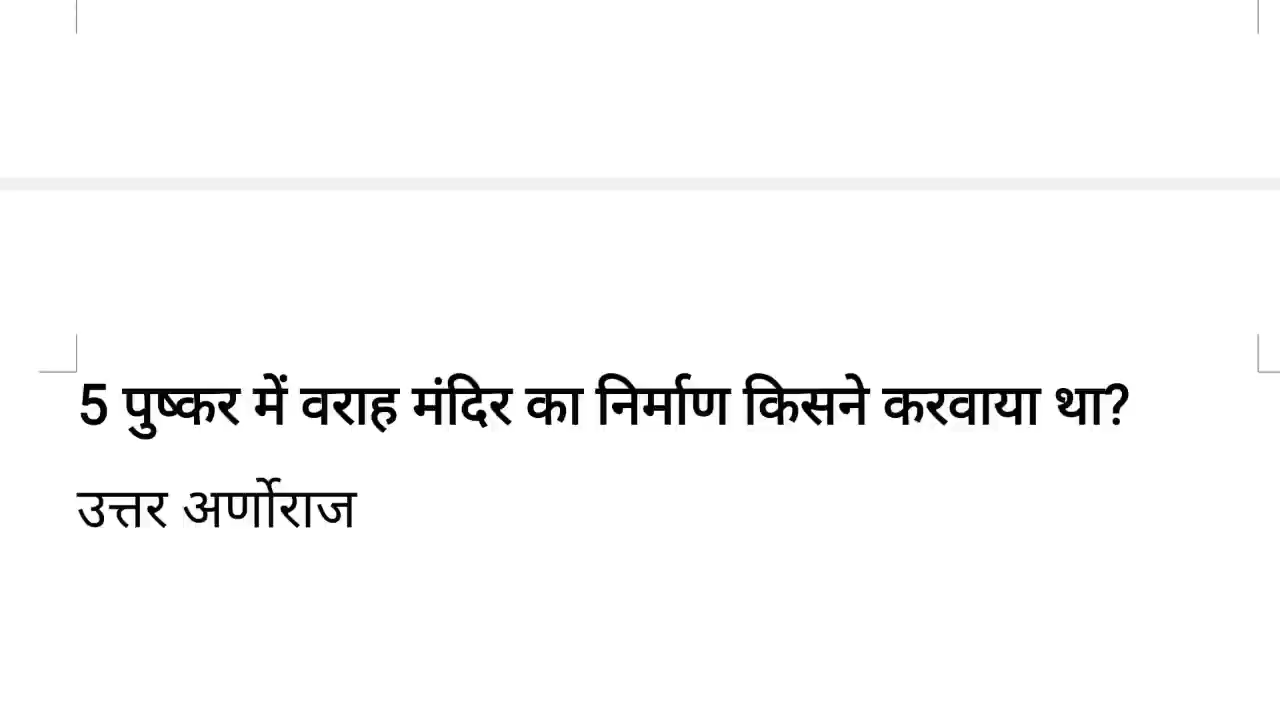 5 पुष्कर में वराह मंदिर का निर्माण किसने करवाया था?
उत्तर अर्णोराज